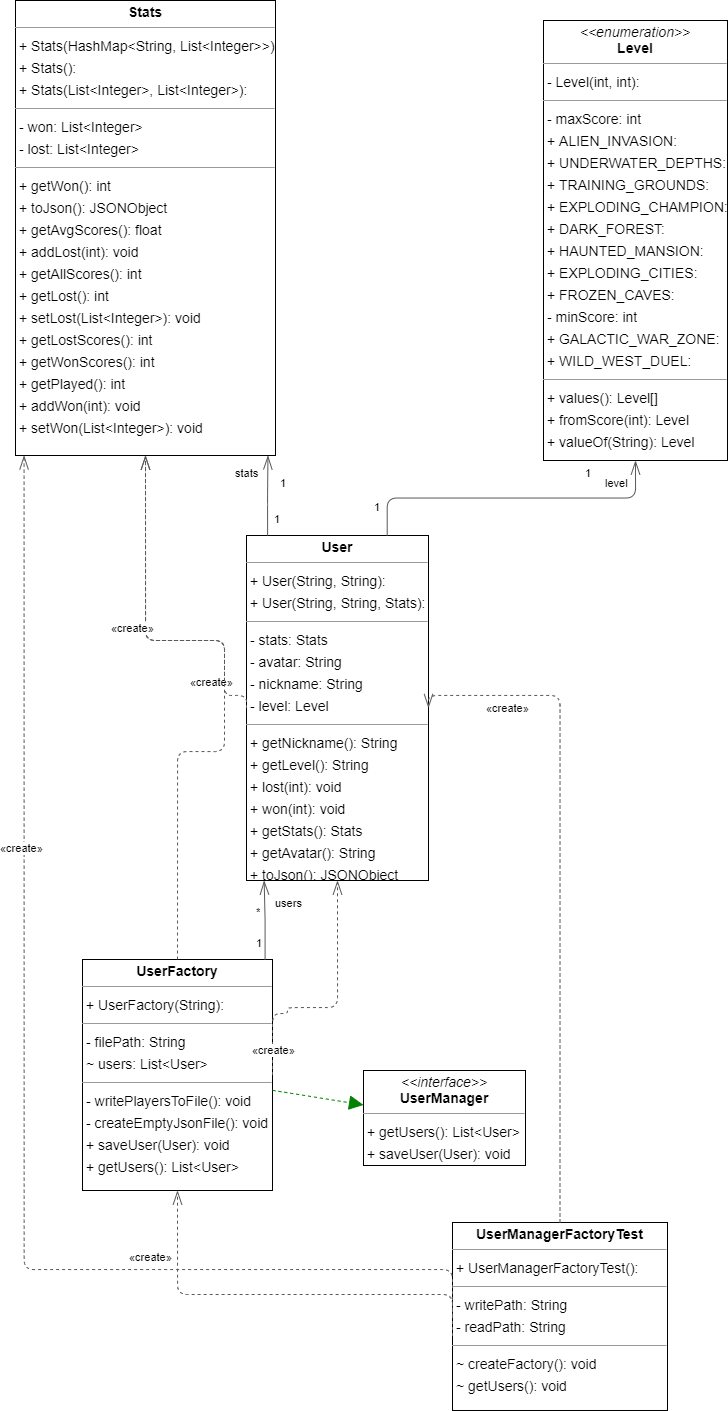 Stats
+ Stats(HashMap<String, List<Integer>>)
+ Stats():
+ Stats(List<Integer>, List<Integer>):
- won: List<Integer>
- lost: List<Integer>
+ getWon(): int
+ toJson(): JSONObject
+ getAvgScores(): float
+ addLost(int): void
+ getAllScores(): int
+ getLost(): int
+ setLost(List<Integer>): void
+ getLostScores(): int
+ getWonScores(): int
+ getPlayed(): int
+ addWon(int): void
+ setWon(List<Integer>): void
<<enumeration>>
Level
- Level(int, int):
- maxScore: int
+ ALIEN_INVASION:
+ UNDERWATER_DEPTHS:
+ TRAINING_GROUNDS:
+ EXPLODING_CHAMPION:
+ DARK_FOREST:
+ HAUNTED_MANSION:
+ EXPLODING_CITIES:
+ FROZEN_CAVES:
- minScore: int
+ GALACTIC_WAR_ZONE:
+ WILD_WEST_DUEL:
+ values(): Level[]
+ fromScore(int): Level
+ valueOf(String): Level
stats
1
1
1
level
1
User
+ User(String, String):
+ User(String, String, Stats):
- stats: Stats
- avatar: String
- nickname: String
- level: Level
+ getNickname(): String
+ getLevel(): String
+ lost(int): void
+ won(int): void
+ getStats(): Stats
+ getAvatar(): String
+ toJson(): JSONObject
«create»
«create»
«create»
«create»
*
users
1
UserFactory
+ UserFactory(String):
- filePath: String
~ users: List<User>
- writePlayersToFile(): void
- createEmptyJsonFile(): void
+ saveUser(User): void
+ getUsers(): List<User>
«create»
<<interface>>
UserManager
+ getUsers(): List<User>
+ saveUser(User): void
«create»
UserManagerFactoryTest
+ UserManagerFactoryTest():
- writePath: String
- readPath: String
~ createFactory(): void
~ getUsers(): void